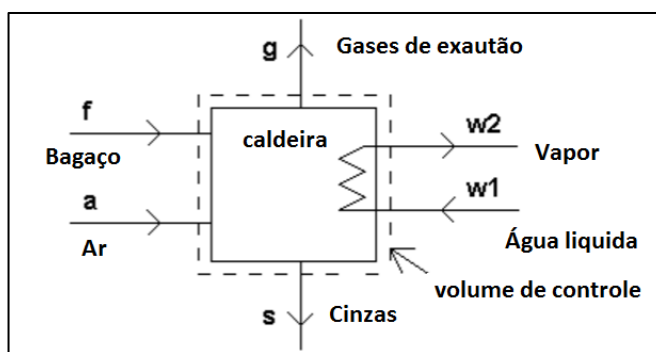 g
Gases de exautão
f
Bagaço
caldeira
w2
Vapor
a
Ar
w1
Água liquida
volume de controle
s
Cinzas